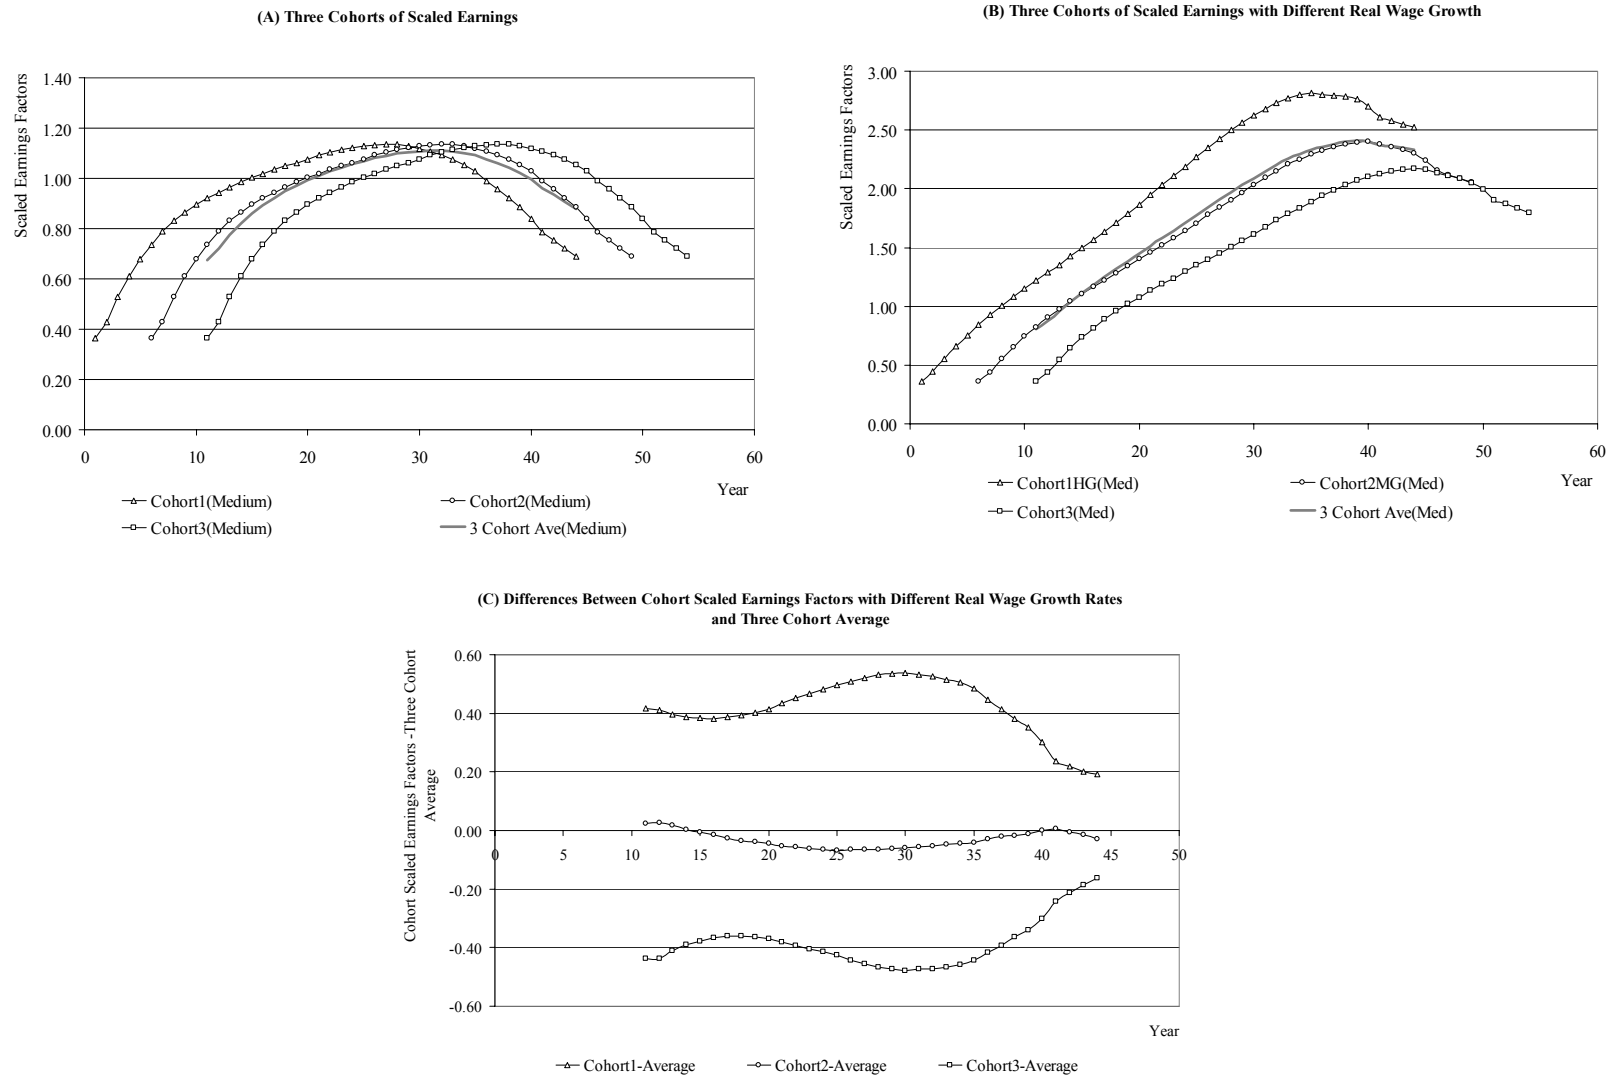 (A) Three Cohorts of Scaled Earnings
Scaled Earnings Factors
1.40
1.20
1.00
0.80
0.60
0.40
0.20
0.00
0 10 20 30 40 50 60
Year
Cohort1(Medium) Cohort2(Medium)
Cohort3(Medium) 3 Cohort Ave(Medium)
(B) Three Cohorts of Scaled Earnings with Different Real Wage Growth
Scaled Earnings Factors
3.00
2.50
2.00
1.50
1.00
0.50
0.00
0 10 20 30 40 50 60
Year
Cohort1HG(Med) Cohort2MG(Med)
Cohort3(Med) 3 Cohort Ave(Med)
(C) Differences Between Cohort Scaled Earnings Factors with Different Real Wage Growth Rates
and Three Cohort Average
Cohort Scaled Earnings Factors -Three Cohort
Average
0.60
0.40
0.20
0.00
-0.20
-0.40
-0.60
0 5 10 15 20 25 30 35 40 45 50
Year
Cohort1-Average Cohort2-Average Cohort3-Average